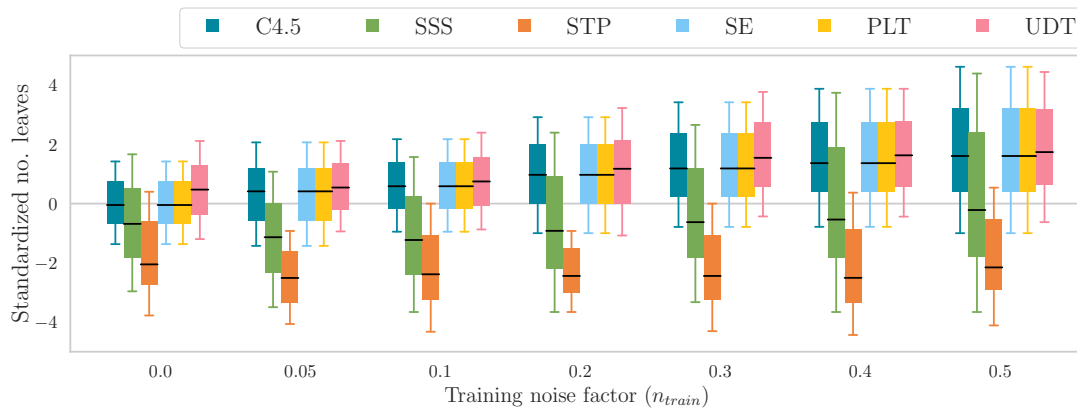 C4.5 SSS STP SE PLT UDT
Standardized no. leaves
4
2
0
−2
−4
0.0 0.05 0.1 0.2 0.3 0.4 0.5
Training noise factor (n_train)